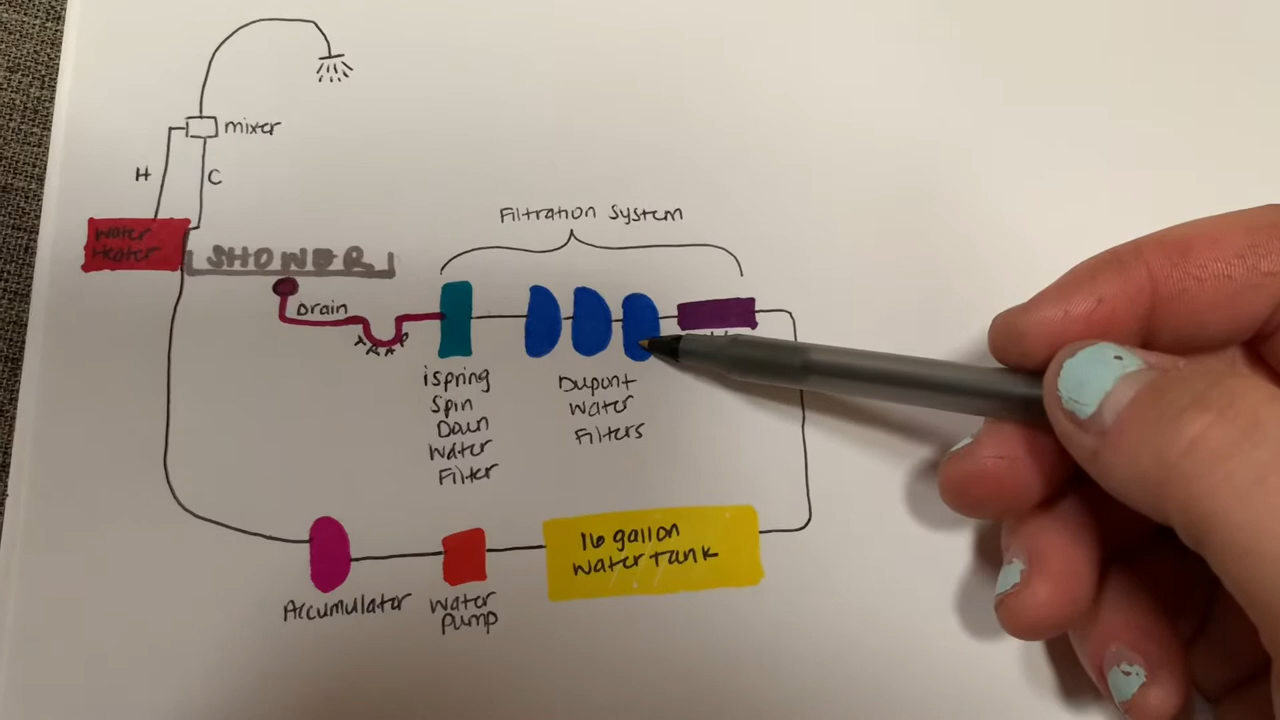 mixer
H
C
Filtration System
Water
Heater
SHOWER
Drain
TRAP
iSpring
Spin
Down
Water
Filter
Dupont
Water
Filters
16 gallon
Water Tank
Accumulator
Water
Pump